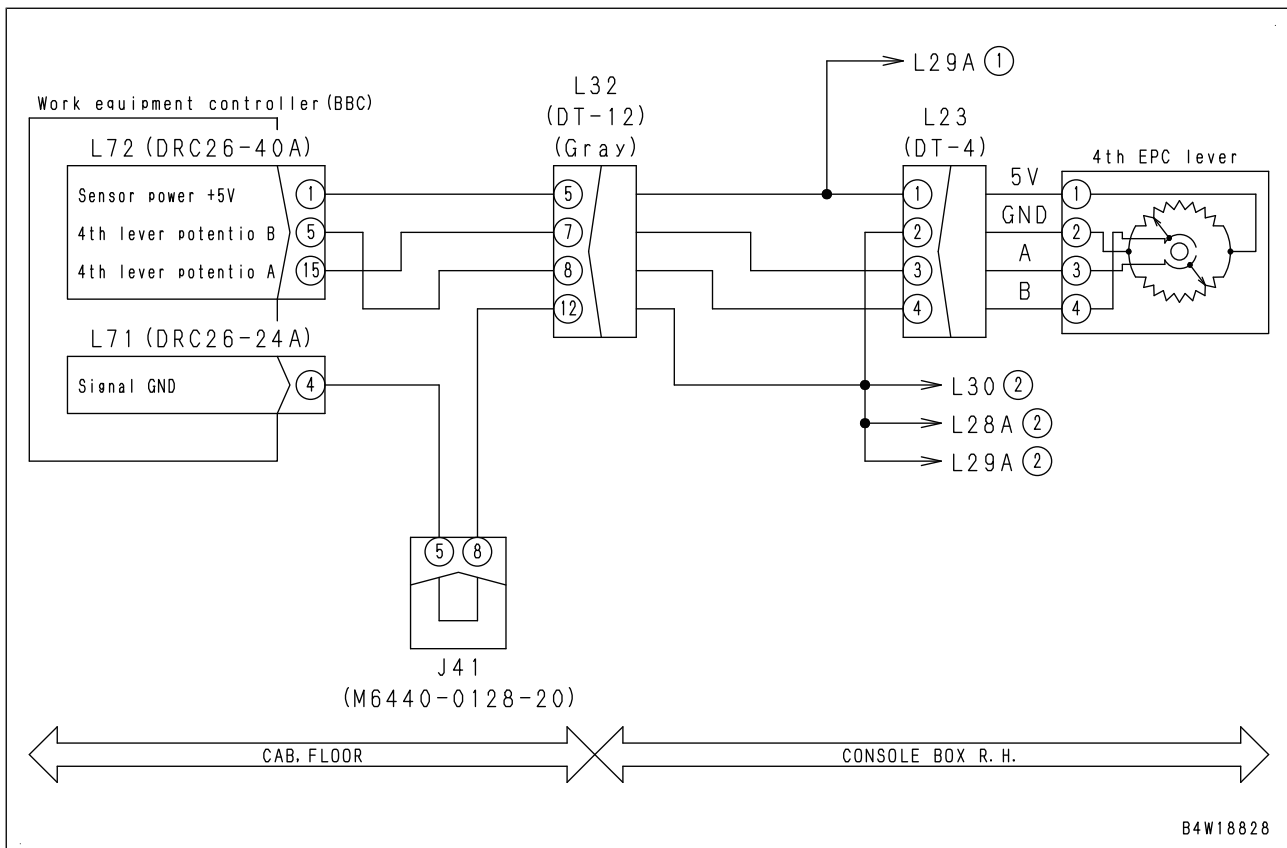 L29A ①
Work equipment controller (BBC)
L72 (DRC26-40A)
Sensor power +5V ①
4th lever potentio B ⑤
4th lever potentio A ⑮
L71 (DRC26-24A)
Signal GND ④
L32
(DT-12)
(Gray)
⑤
⑦
⑧
⑫
L23
(DT-4)
①
②
③
④
5V
GND
A
B
4th EPC lever
①
②
③
④
L30 ②
L28A ②
L29A ②
⑤ ⑧
J41
(M6440-0128-20)
CAB, FLOOR
CONSOLE BOX R.H.
B4W18828